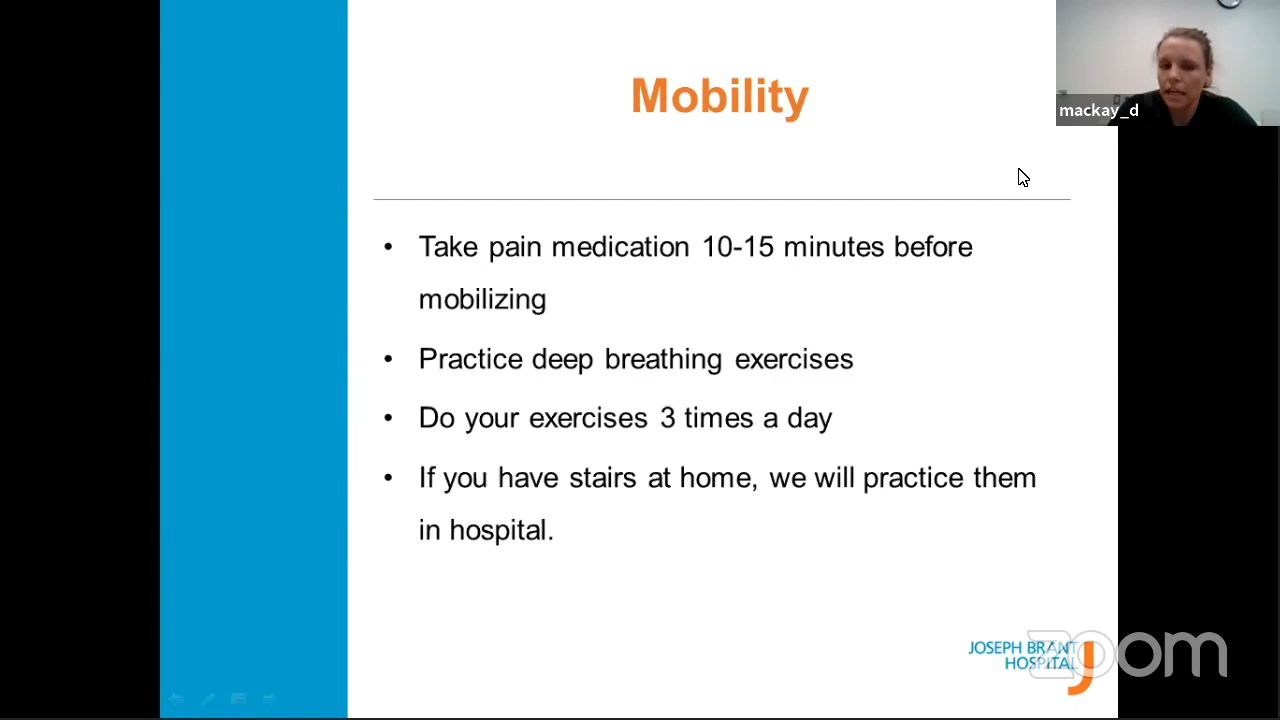 Mobility
mackay_d
• Take pain medication 10-15 minutes before
mobilizing
• Practice deep breathing exercises
• Do your exercises 3 times a day
• If you have stairs at home, we will practice them
in hospital.
JOSEPH BRANT
HOSPITAL
zoom